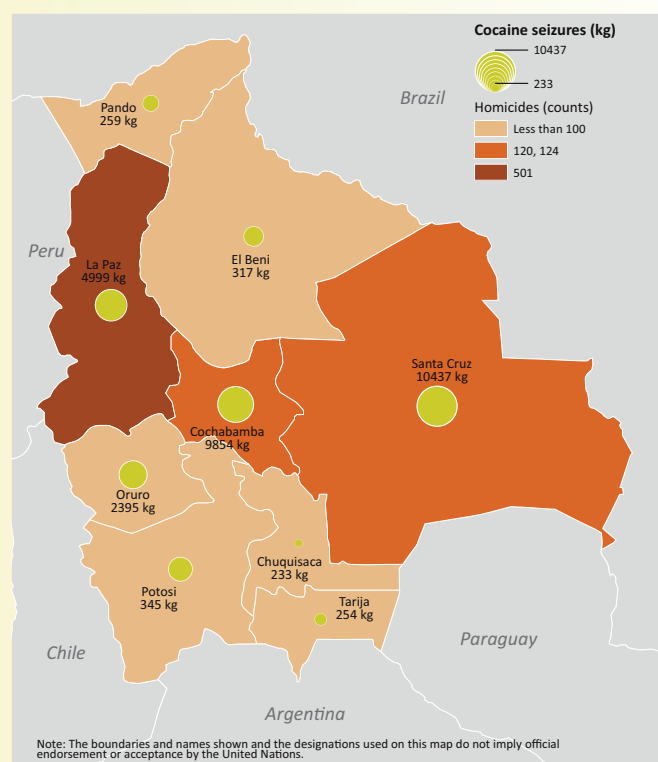 Cocaine seizures (kg)
10437
233
Homicides (counts)
Less than 100
120, 124
501
Brazil
Pando
259 kg
Peru
La Paz
4999 kg
El Beni
317 kg
Santa Cruz
10437 kg
Cochabamba
9854 kg
Oruro
2395 kg
Chuquisaca
233 kg
Potosi
345 kg
Tarija
254 kg
Chile
Paraguay
Argentina
Note: The boundaries and names shown and the designations used on this map do not imply official
endorsement or acceptance by the United Nations.